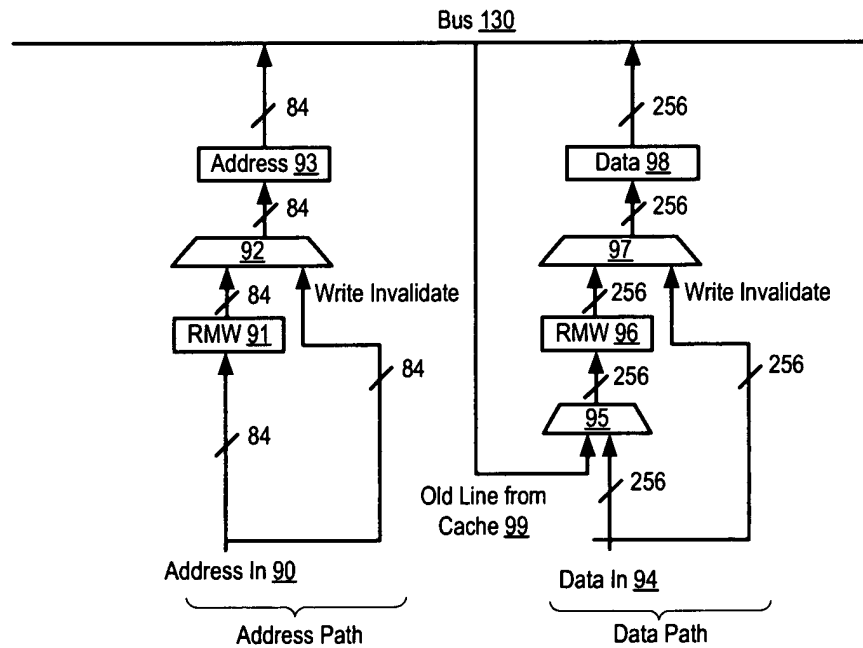 Bus 130
84
256
Address 93
Data 98
84
256
92
97
84
Write Invalidate
256
Write Invalidate
RMW 91
RMW 96
84
256
256
84
95
Old Line from
Cache 99
256
Address In 90
Data In 94
Address Path
Data Path